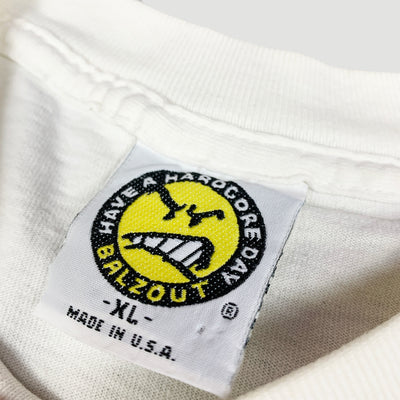 HAVE A HARDCORE DAY
BALZOUT
®
-XL-
MADE IN U.S.A.